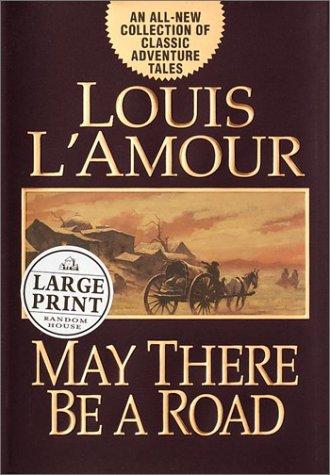 AN ALL-NEW
COLLECTION OF
CLASSIC
ADVENTURE
TALES
LOUIS
L'AMOUR
LARGE
PRINT
RANDOM
HOUSE
MAY THERE
BE A ROAD